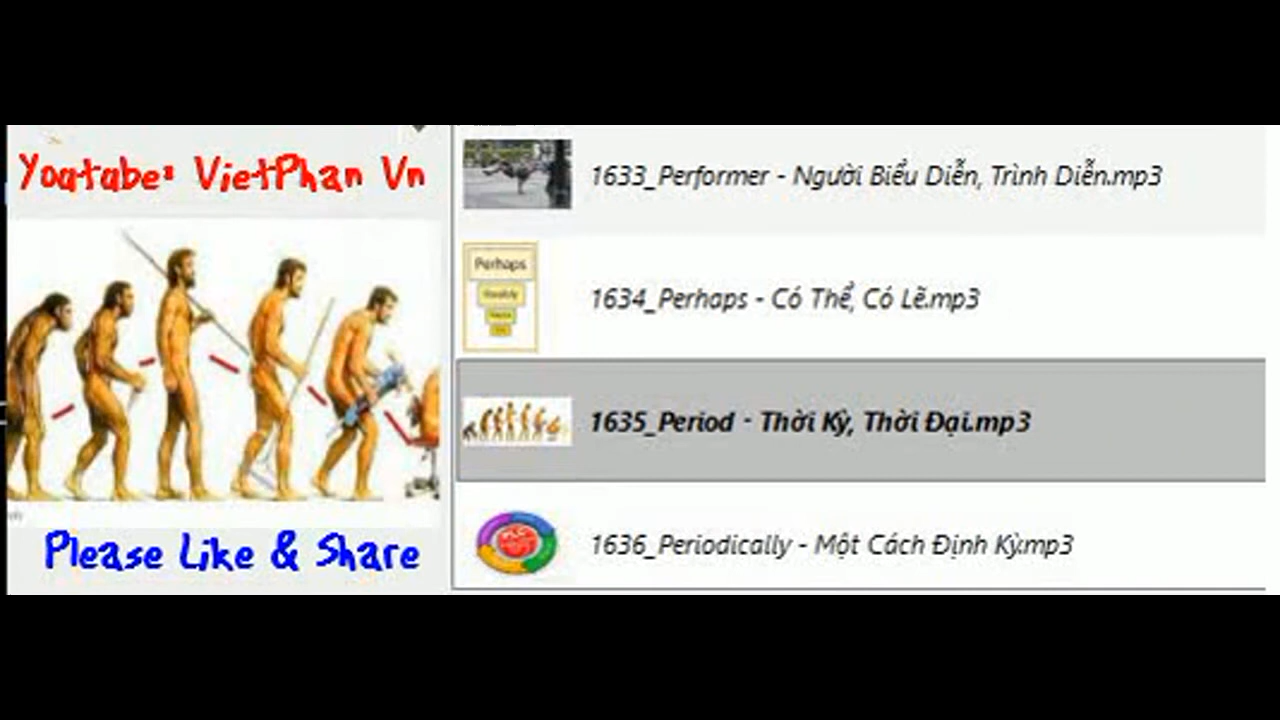 Youtube: VietPhan Vn
Please Like & Share
1633_Performer - Người Biểu Diễn, Trình Diễn.mp3
Perhaps
1634_Perhaps - Có Thể, Có Lẽ.mp3
1635_Period - Thời Kỳ, Thời Đại.mp3
1636_Periodically - Một Cách Định Kỳ.mp3